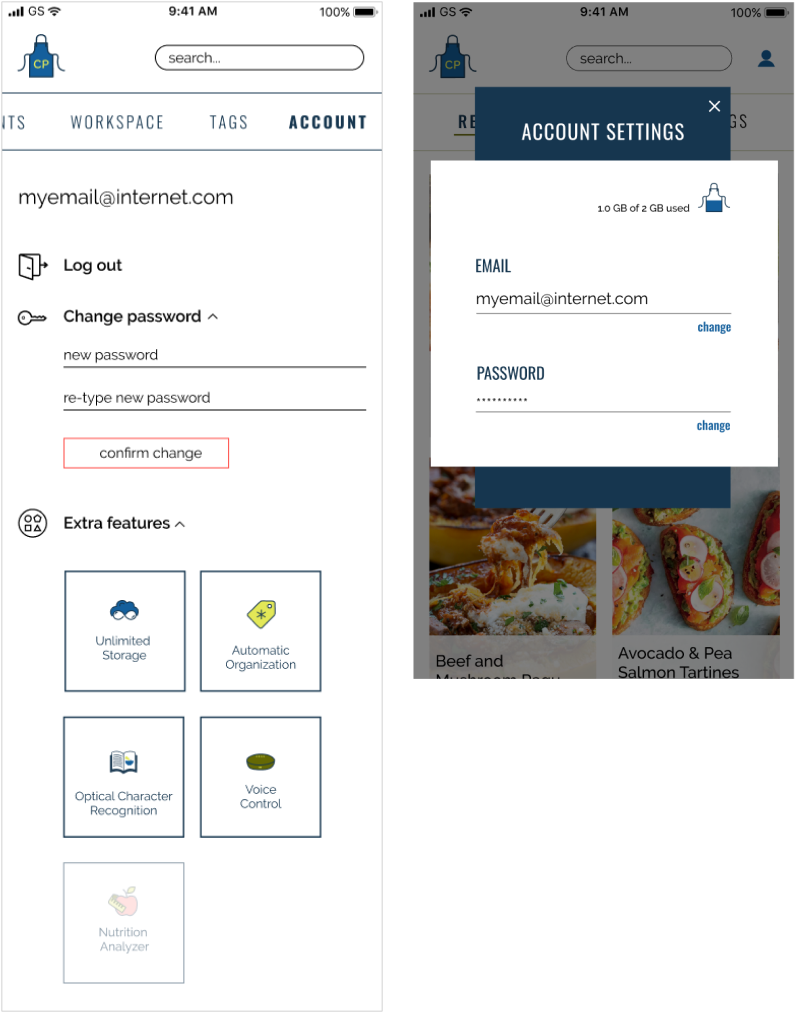 GS 9:41 AM 100%
CP
search...
NTS WORKSPACE TAGS ACCOUNT
myemail@internet.com
Log out
Change password
new password
re-type new password
confirm change
Extra features
Unlimited
Storage
Automatic
Organization
Optical Character
Recognition
Voice
Control
Nutrition
Analyzer
GS 9:41 AM 100%
CP
search...
RE
GS
ACCOUNT SETTINGS
1.0 GB of 2 GB used
EMAIL
myemail@internet.com
change
PASSWORD
**********
change
Beef and
Mushroom Ragu
Avocado & Pea
Salmon Tartines